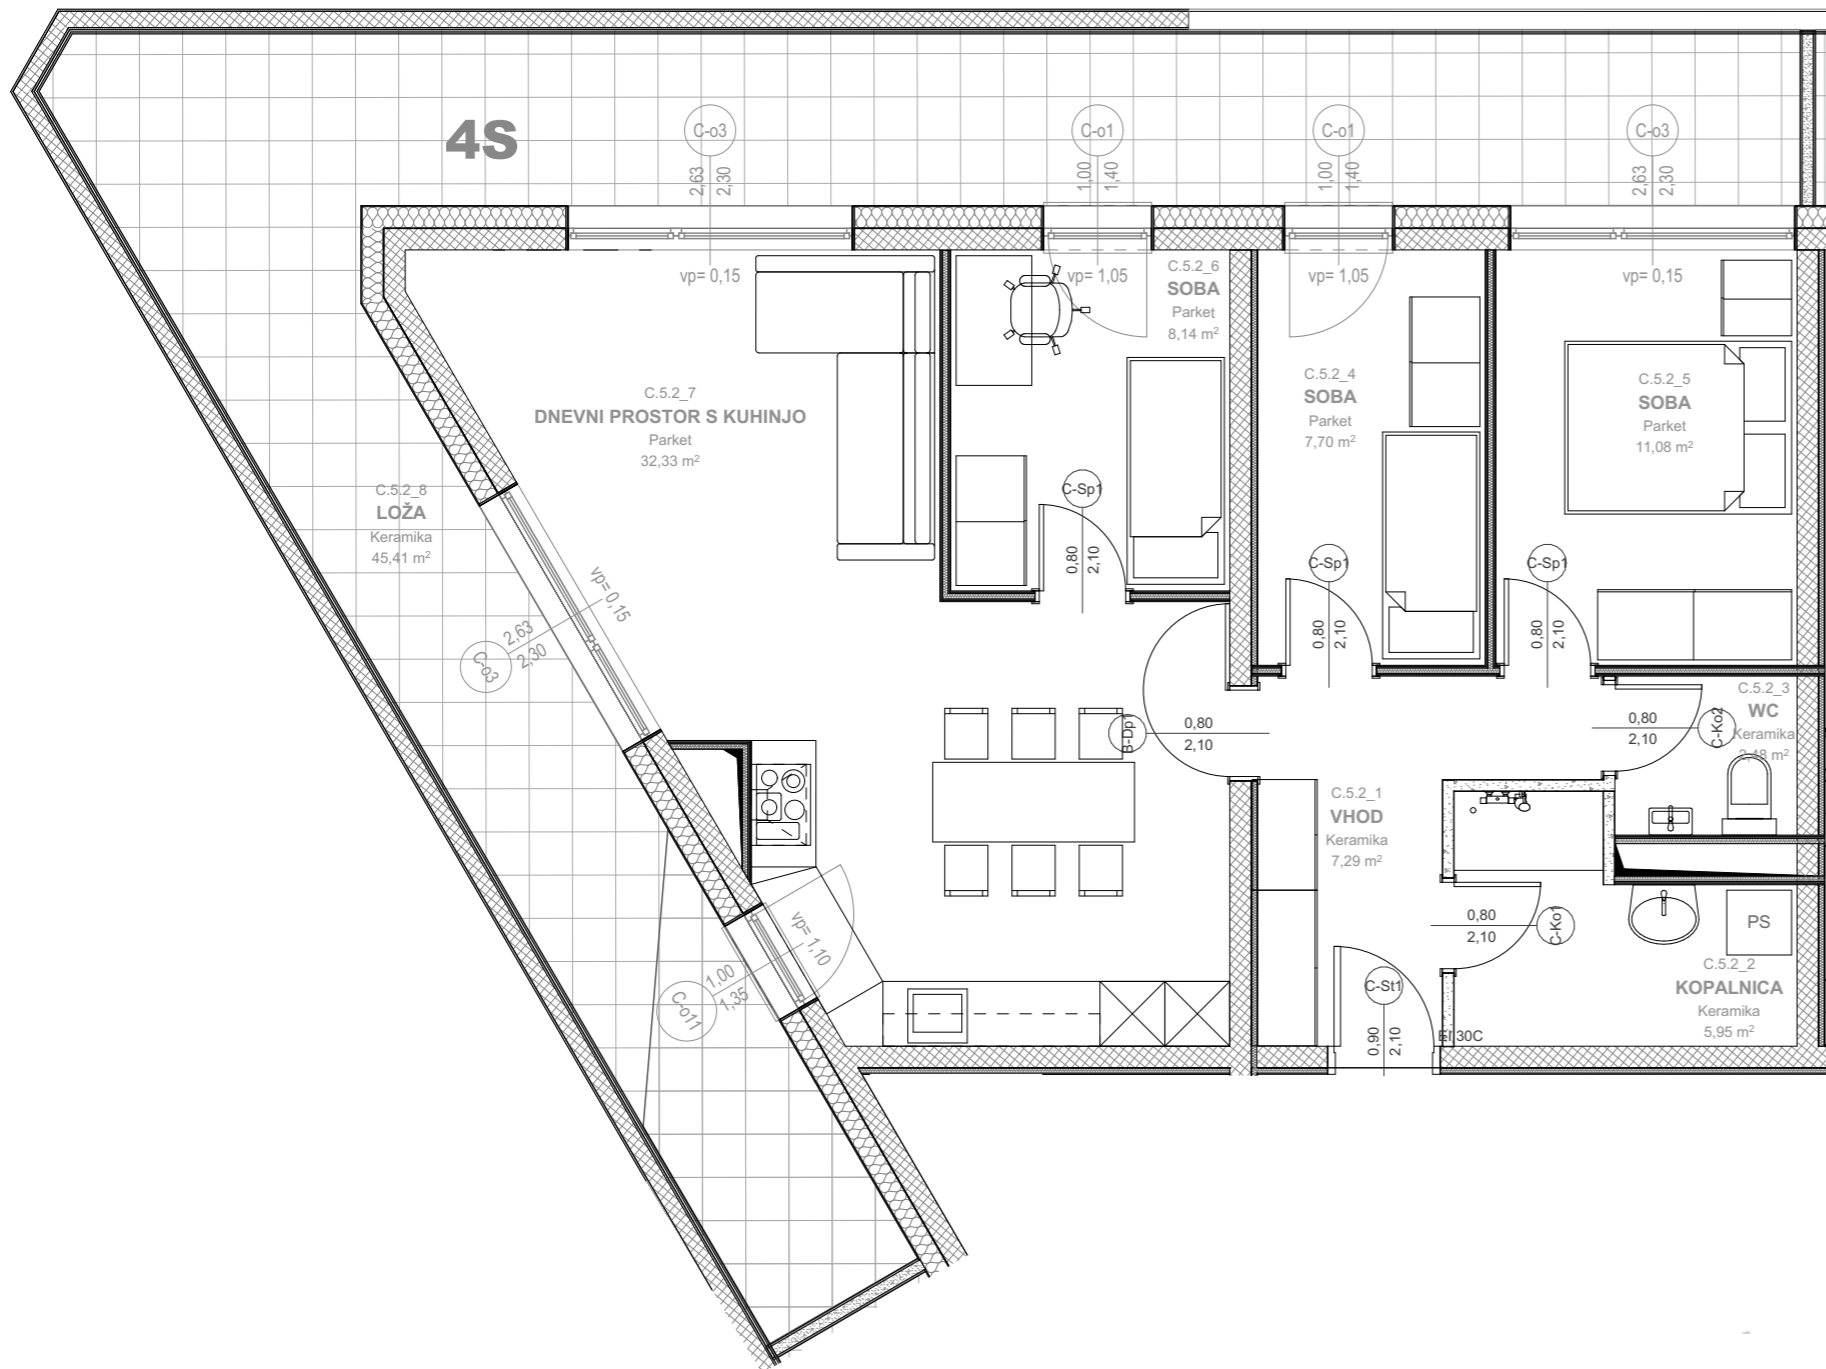 4S
C-o3
2,63
2,30
C-o1
1,00
1,40
C-o1
1,00
1,40
C-o3
2,63
2,30
vp= 0,15
vp= 1,05
vp= 1,05
vp= 0,15
C.5.2_6
SOBA
Parket
8,14 m²
C.5.2_7
DNEVNI PROSTOR S KUHINJO
Parket
32,33 m²
C.5.2_4
SOBA
Parket
7,70 m²
C.5.2_5
SOBA
Parket
11,08 m²
C.5.2_8
LOŽA
Keramika
45,41 m²
C-Sp1
0,80
2,10
C-Sp1
0,80
2,10
C-Sp1
0,80
2,10
vp= 0,15
C-o3
2,63
2,30
B-Dp1
0,80
2,10
0,80
2,10
C-Ko2
C.5.2_3
WC
Keramika
2,48 m²
C.5.2_1
VHOD
Keramika
7,29 m²
0,80
2,10
C-Ko1
PS
C.5.2_2
KOPALNICA
Keramika
5,95 m²
vp= 1,10
C-o11
1,00
1,35
C-St1
0,90
2,10
EI 30C